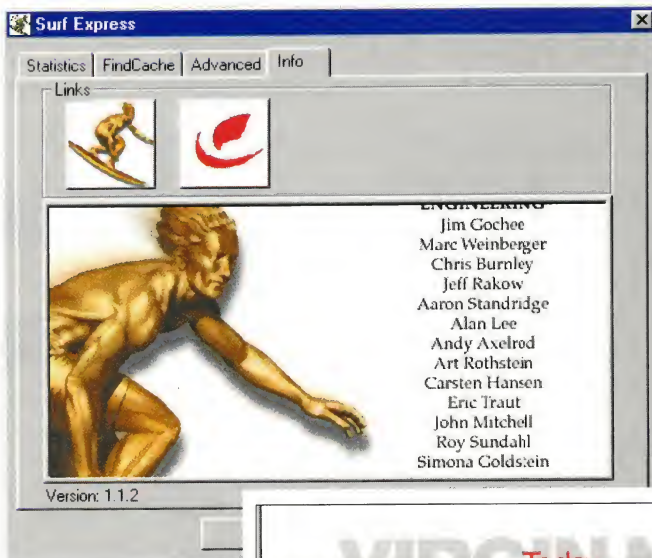 Surf Express
Statistics FindCache Advanced Info
Links
ENGINEERING
Jim Gochee
Marc Weinberger
Chris Burnley
Jeff Rakow
Aaron Standridge
Alan Lee
Andy Axelrod
Art Rothstein
Carsten Hansen
Eric Traut
John Mitchell
Roy Sundahl
Simona Goldstein
Version: 1.1.2